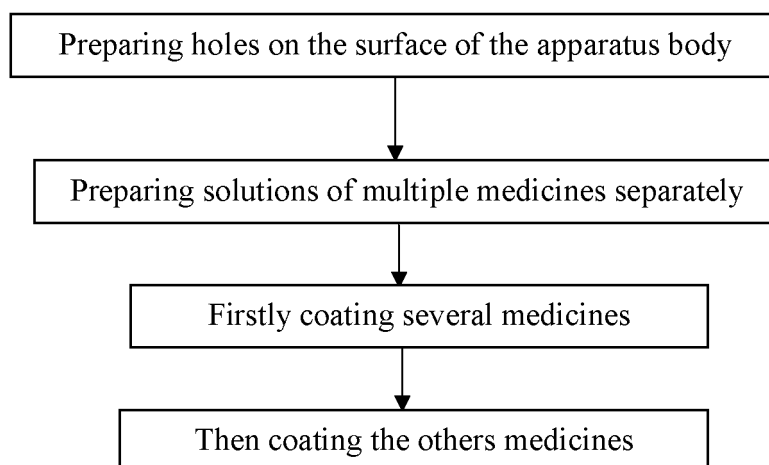 Preparing holes on the surface of the apparatus body
Preparing solutions of multiple medicines separately
Firstly coating several medicines
Then coating the others medicines